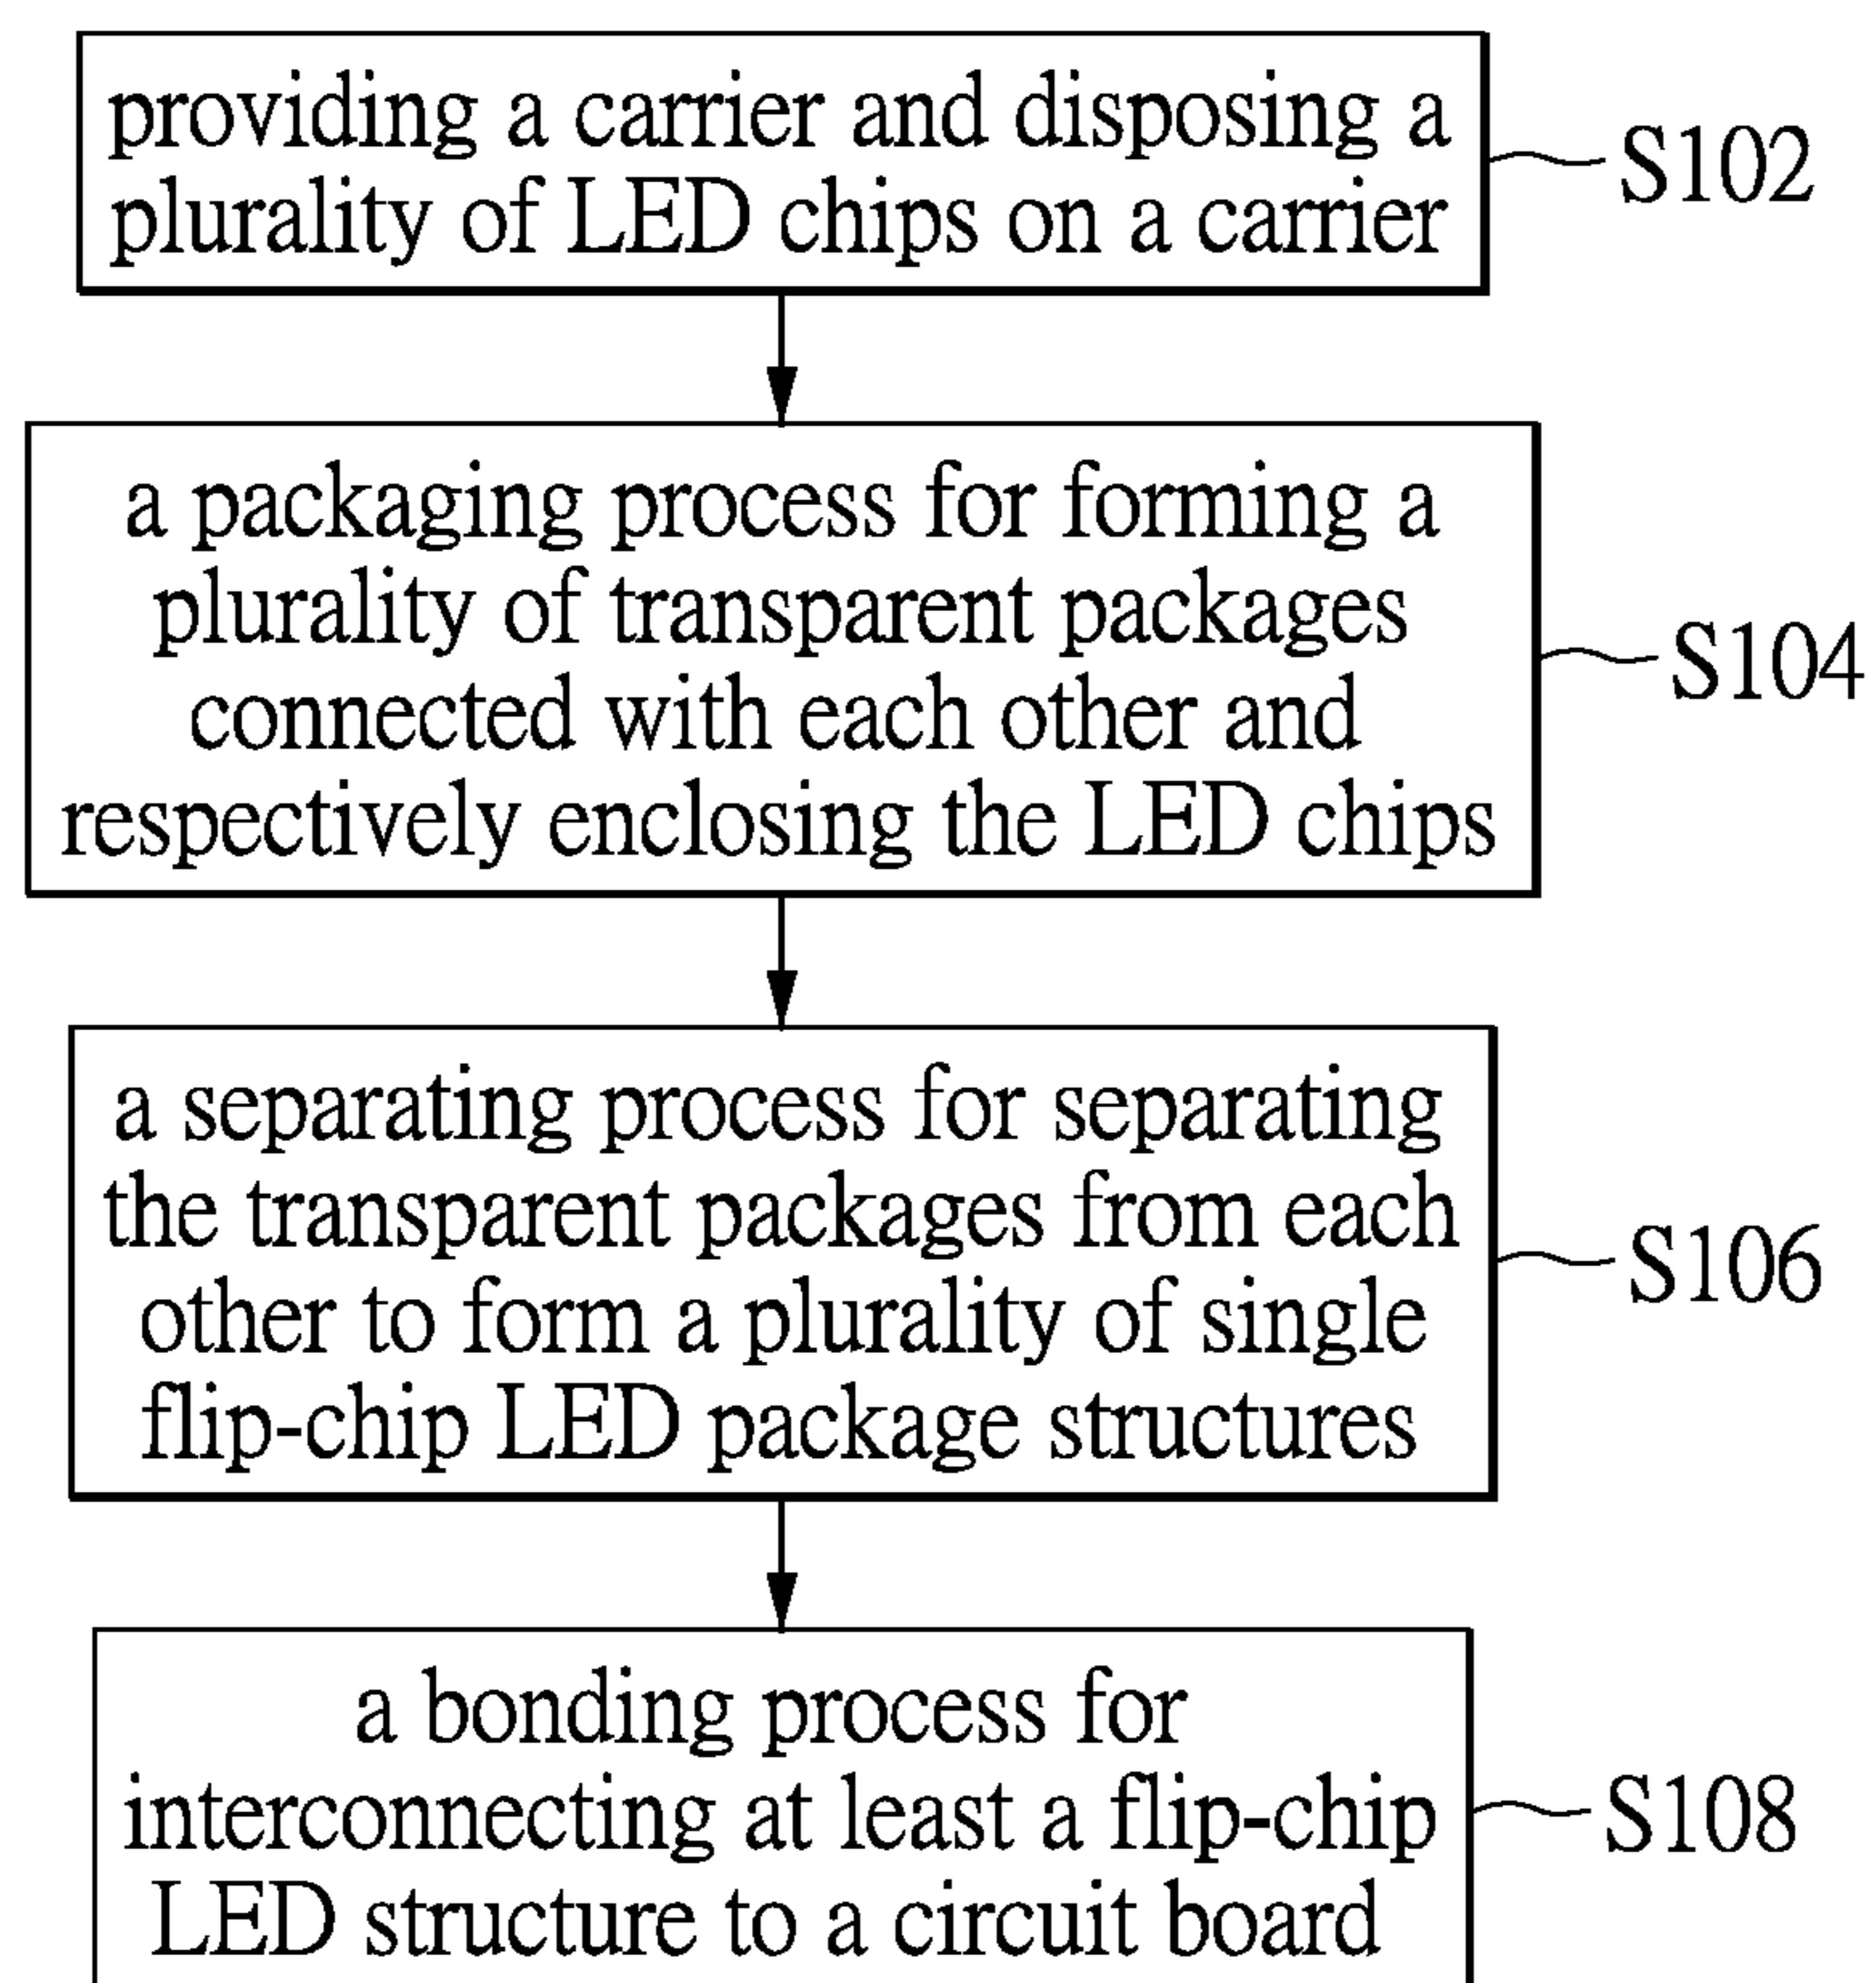 providing a carrier and disposing a
plurality of LED chips on a carrier
S102
a packaging process for forming a
plurality of transparent packages
connected with each other and
respectively enclosing the LED chips
S104
a separating process for separating
the transparent packages from each
other to form a plurality of single
flip-chip LED package structures
S106
a bonding process for
interconnecting at least a flip-chip
LED structure to a circuit board
S108